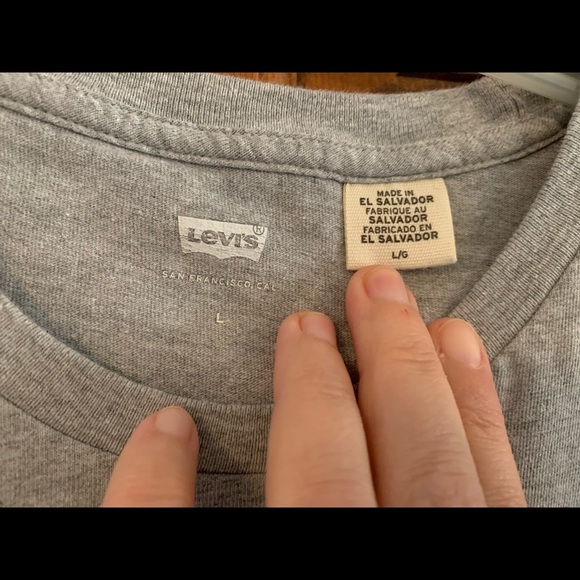 Levi's®
SAN FRANCISCO, CAL
L
MADE IN
EL SALVADOR
FABRIQUE AU
SALVADOR
FABRICADO EN
EL SALVADOR
L/G